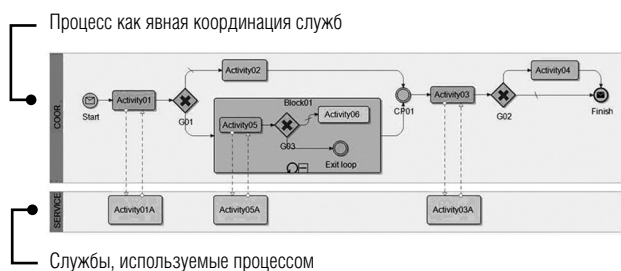 Процесс как явная координация служб
COOR
Start
Activity01
G01
Activity02
Block01
Activity05
G03
Activity06
Exit loop
CP01
Activity03
G02
Activity04
Finish
SERVICE
Activity01A
Activity05A
Activity03A
Службы, используемые процессом